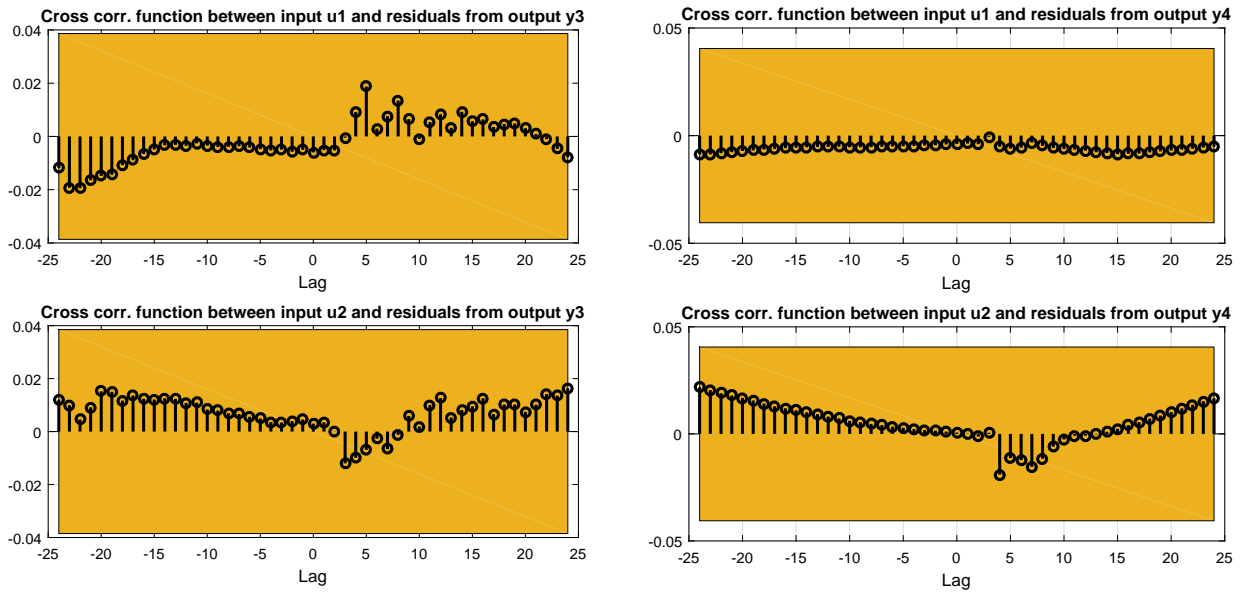 Cross corr. function between input u1 and residuals from output y3
0.04
0.02
0
-0.02
-0.04
-25 -20 -15 -10 -5 0 5 10 15 20 25
Lag
Cross corr. function between input u1 and residuals from output y4
0.05
0
-0.05
-25 -20 -15 -10 -5 0 5 10 15 20 25
Lag
Cross corr. function between input u2 and residuals from output y3
0.04
0.02
0
-0.02
-0.04
-25 -20 -15 -10 -5 0 5 10 15 20 25
Lag
Cross corr. function between input u2 and residuals from output y4
0.05
0
-0.05
-25 -20 -15 -10 -5 0 5 10 15 20 25
Lag